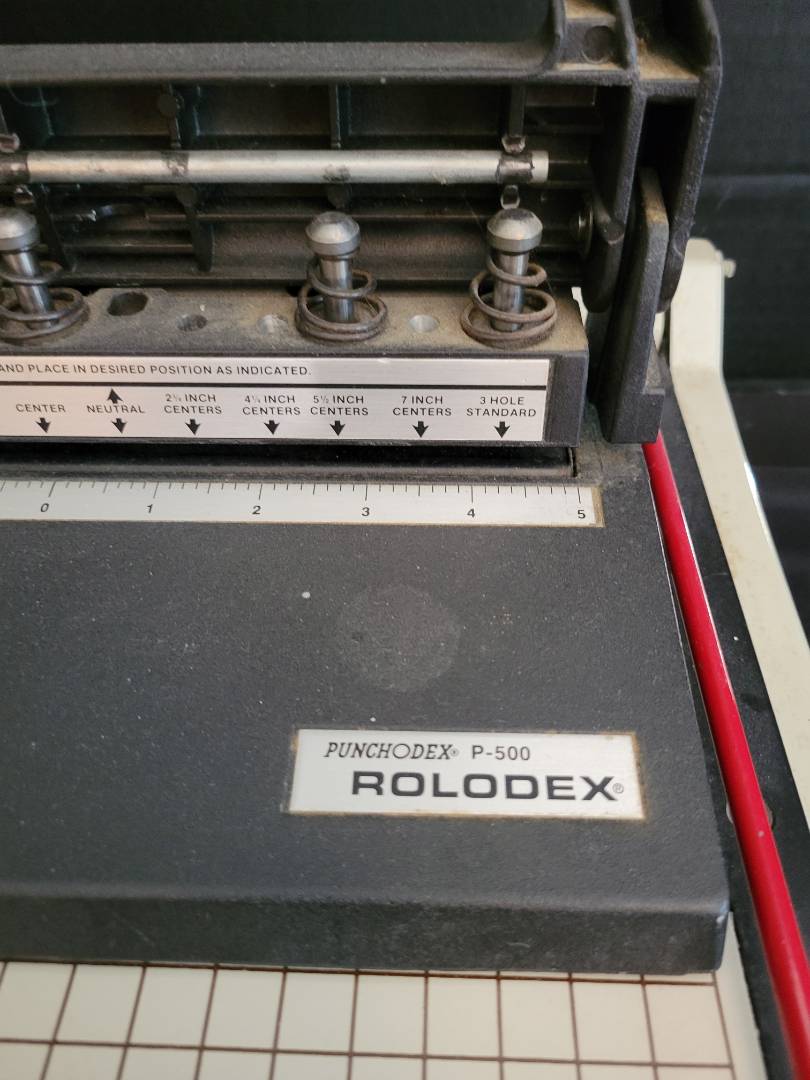 AND PLACE IN DESIRED POSITION AS INDICATED.
CENTER NEUTRAL 2¾ INCH CENTERS 4¼ INCH CENTERS 5½ INCH CENTERS 7 INCH CENTERS 3 HOLE STANDARD
0 1 2 3 4 5
PUNCHODEX® P-500
ROLODEX®